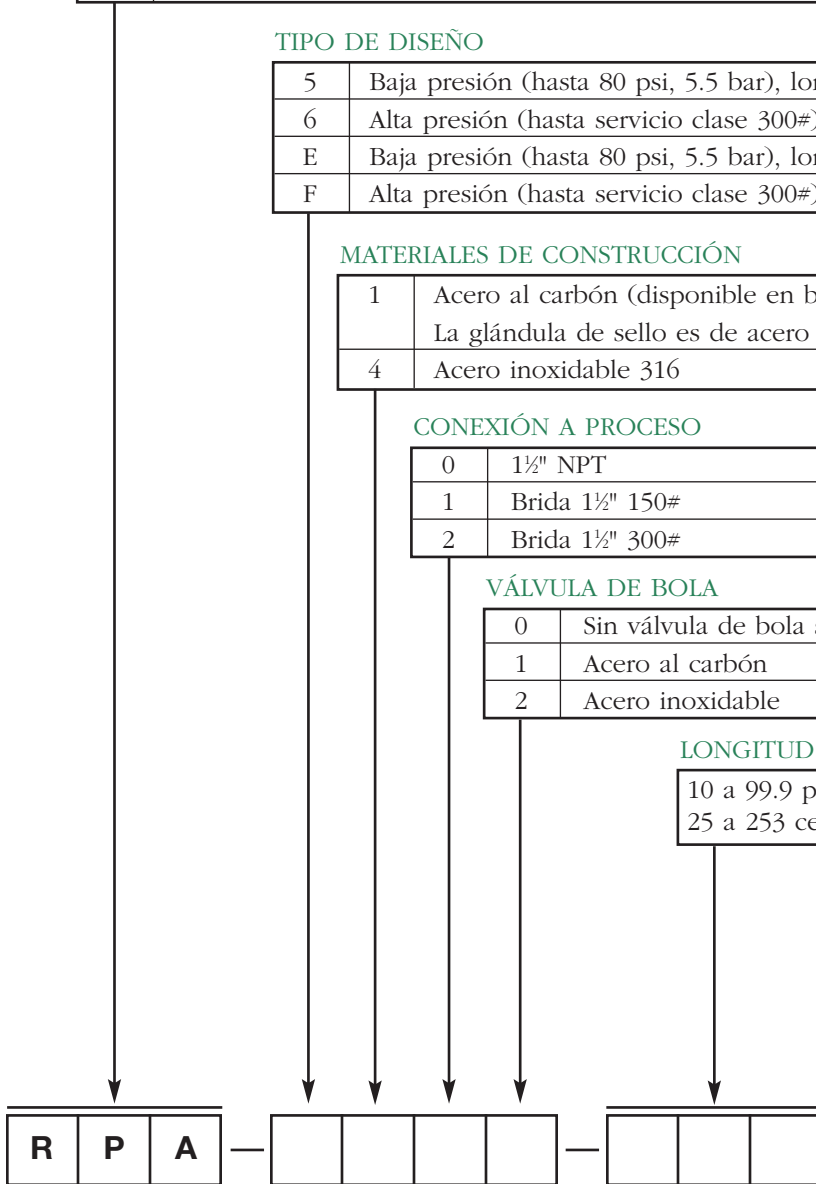 TIPO DE DISEÑO
5 Baja presión (hasta 80 psi, 5.5 bar),
6 Alta presión (hasta servicio clase 300#)
E Baja presión (hasta 80 psi, 5.5 bar),
F Alta presión (hasta servicio clase 300#)
MATERIALES DE CONSTRUCCIÓN
1 Acero al carbón (disponible en
La glándula de sello es de acero
4 Acero inoxidable 316
CONEXIÓN A PROCESO
0 1½" NPT
1 Brida 1½" 150#
2 Brida 1½" 300#
VÁLVULA DE BOLA
0 Sin válvula de bola
1 Acero al carbón
2 Acero inoxidable
LONGITUD
10 a 99.9
25 a 253
R P A — —